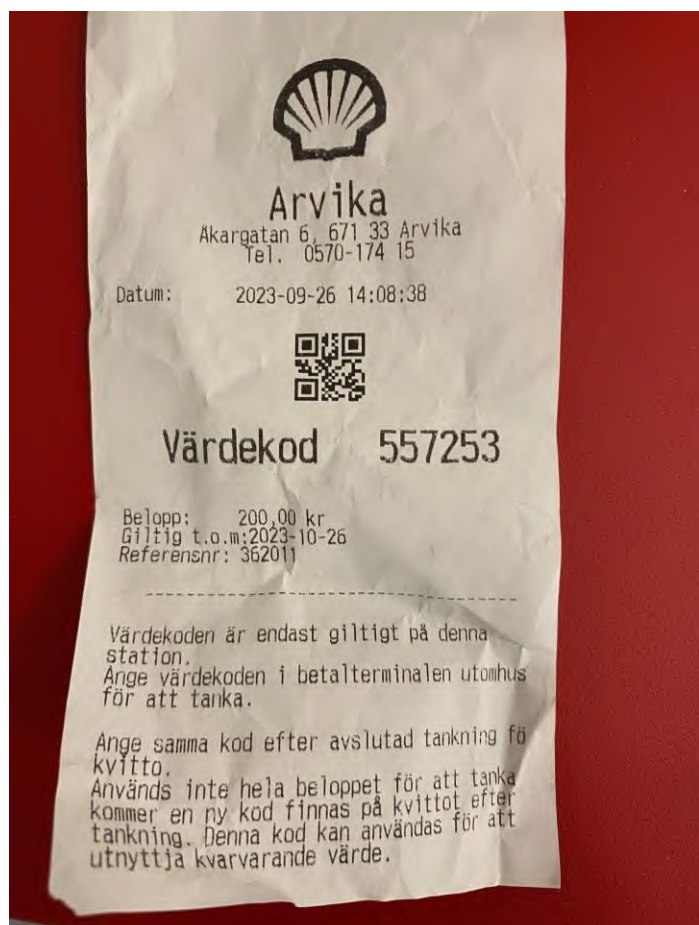 Arvika
Åkargatan 6, 671 33 Arvika
Tel. 0570-174 15
Datum: 2023-09-26 14:08:38
Värdekod 557253
Belopp: 200,00 kr
Giltig t.o.m:2023-10-26
Referensnr: 362011
Värdekoden är endast giltigt på denna
station.
Ange värdekoden i betalterminalen utomhus
för att tanka.
Ange samma kod efter avslutad tankning fö
kvitto.
Används inte hela beloppet för att tanka
kommer en ny kod finnas på kvittot efter
tankning. Denna kod kan användas för att
utnyttja kvarvarande värde.